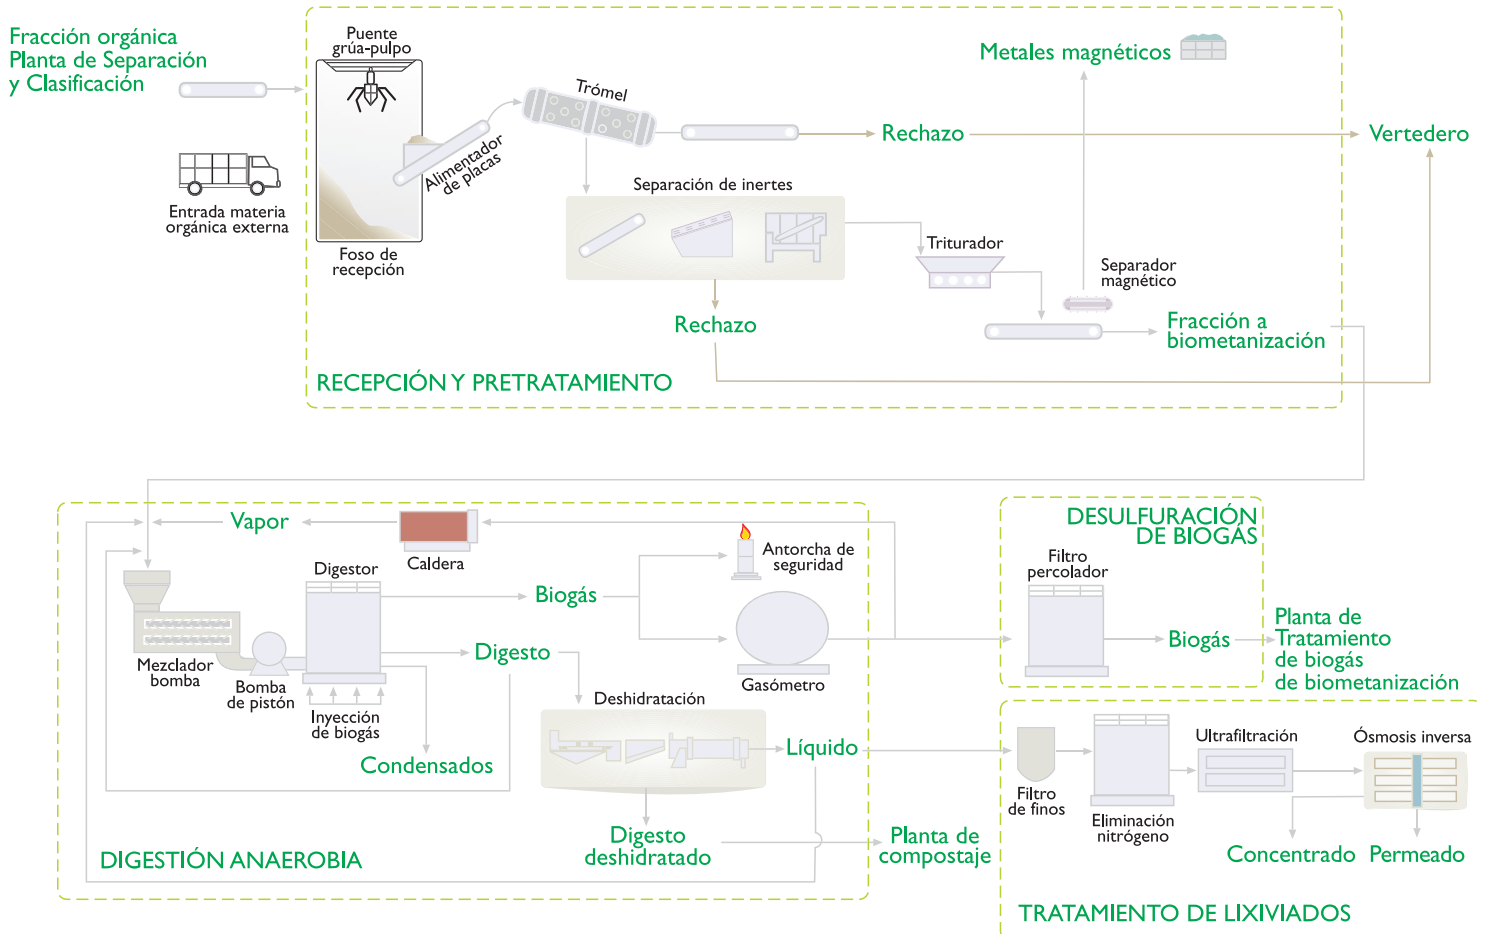 Fracción orgánica
Planta de Separación
y Clasificación
Puente
grúa-pulpo
Trómel
Metales magnéticos
Rechazo
Vertedero
Alimentador
de placas
Entrada materia
orgánica externa
Foso de
recepción
Separación de inertes
Triturador
Separador
magnético
Rechazo
Fracción a
biometanización
RECEPCIÓN Y PRETRATAMIENTO
Vapor
Caldera
Antorcha de
seguridad
Digestor
Biogás
Mezclador
bomba
Bomba
de pistón
Inyección
de biogás
Digesto
Gasómetro
Condensados
Deshidratación
Líquido
Digesto
deshidratado
Planta de
compostaje
DIGESTIÓN ANAEROBIA
DESULFURACIÓN
DE BIOGÁS
Filtro
percolador
Biogás
Planta de
Tratamiento
de biogás
de biometanización
Filtro
de finos
Eliminación
nitrógeno
Ultrafiltración
Ósmosis inversa
Concentrado
Permeado
TRATAMIENTO DE LIXIVIADOS